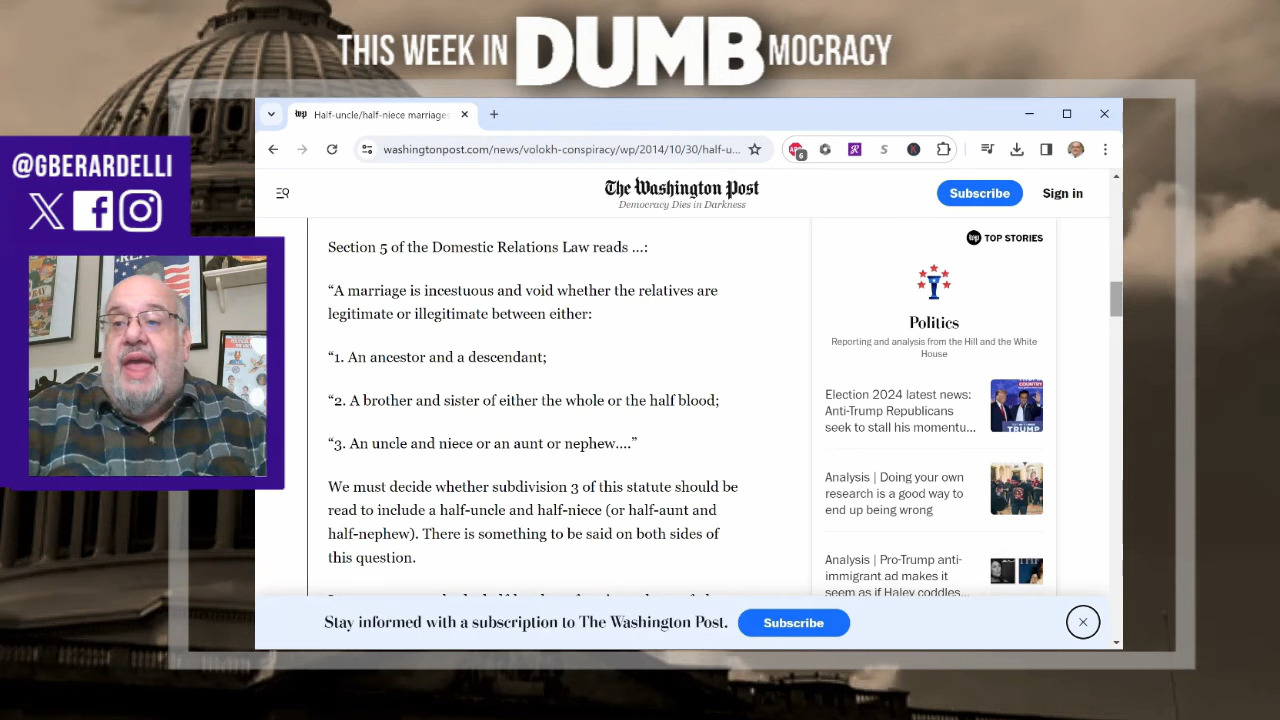 THIS WEEK IN DUMBMOCRACY
@GBERARDELLI
Half-uncle/half-niece marriages
washingtonpost.com/news/volokh-conspiracy/wp/2014/10/30/half-u...
6
The Washington Post
Democracy Dies in Darkness
Subscribe
Sign in
Section 5 of the Domestic Relations Law reads …:
“A marriage is incestuous and void whether the relatives are
legitimate or illegitimate between either:
“1. An ancestor and a descendant;
“2. A brother and sister of either the whole or the half blood;
“3. An uncle and niece or an aunt or nephew....”
We must decide whether subdivision 3 of this statute should be
read to include a half-uncle and half-niece (or half-aunt and
half-nephew). There is something to be said on both sides of
this question.
wp TOP STORIES
Politics
Reporting and analysis from the Hill and the White
House
Election 2024 latest news:
Anti-Trump Republicans
seek to stall his momentu...
TRUMP
Analysis | Doing your own
research is a good way to
end up being wrong
Analysis | Pro-Trump anti-
immigrant ad makes it
seem as if Haley coddles...
Stay informed with a subscription to The Washington Post.
Subscribe